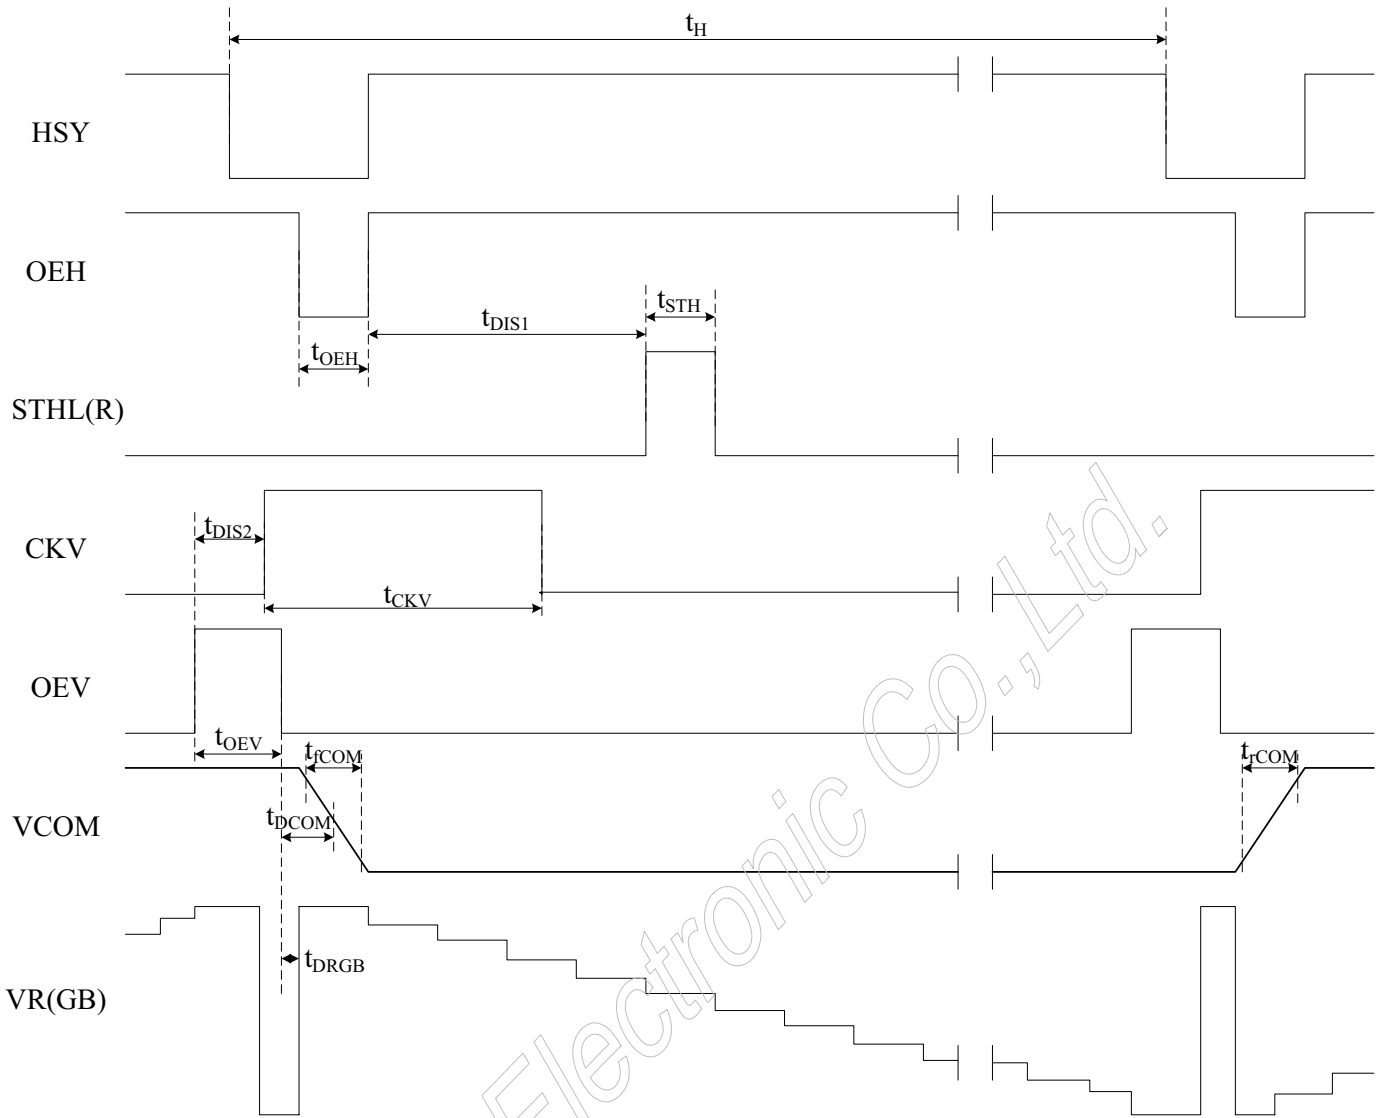 tH
HSY
OEH
tSTH
tDIS1
tOEH
STHL(R)
tDIS2
CKV
tCKV
OEV
tOEV
tfCOM
trCOM
VCOM
tDCOM
tDRGB
VR(GB)
Electronic Co.,Ltd.